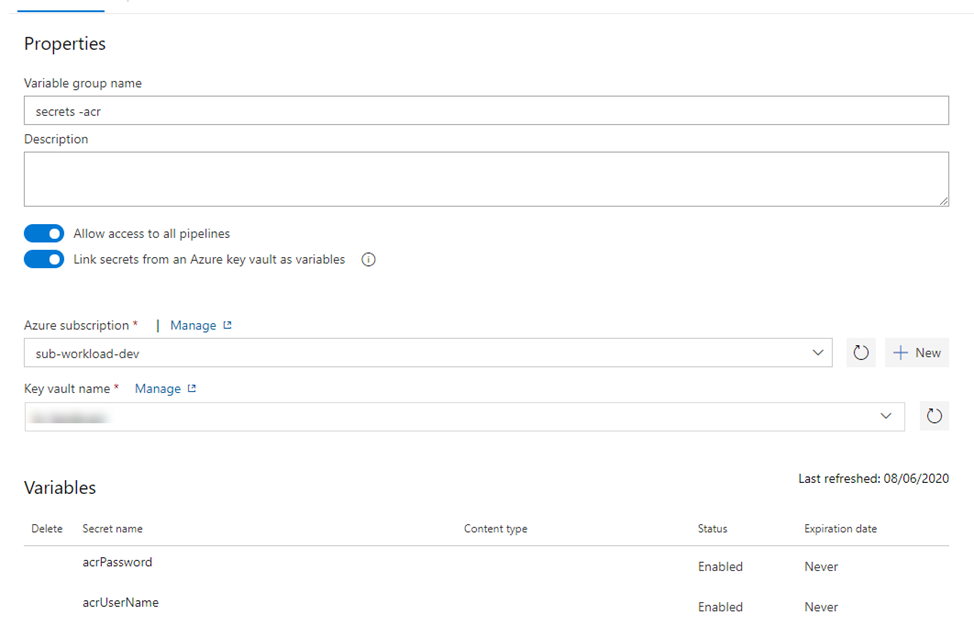 Properties
Variable group name
secrets -acr
Description
Allow access to all pipelines
Link secrets from an Azure key vault as variables
Azure subscription * | Manage
sub-workload-dev
New
Key vault name * Manage
Last refreshed: 08/06/2020
Variables
Delete Secret name Content type Status Expiration date
acrPassword Enabled Never
acrUserName Enabled Never